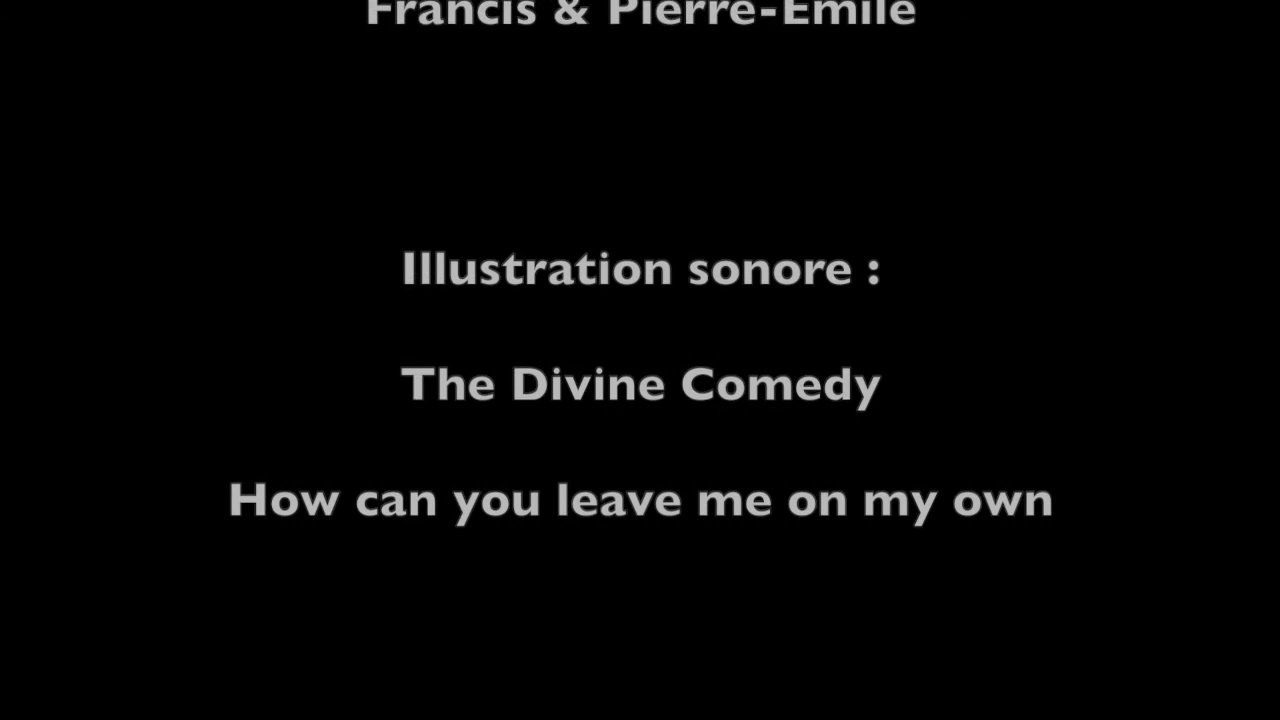 Francis & Pierre-Emile
Illustration sonore :
The Divine Comedy
How can you leave me on my own